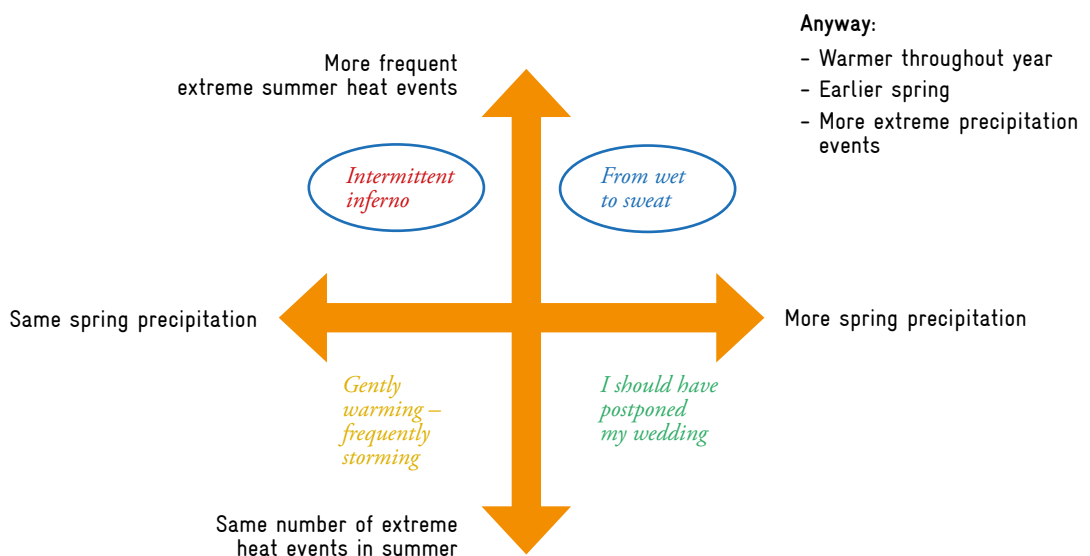 Anyway:
- Warmer throughout year
- Earlier spring
- More extreme precipitation
events
More frequent
extreme summer heat events
Intermittent
inferno
From wet
to sweat
Same spring precipitation
More spring precipitation
Gently
warming –
frequently
storming
I should have
postponed
my wedding
Same number of extreme
heat events in summer